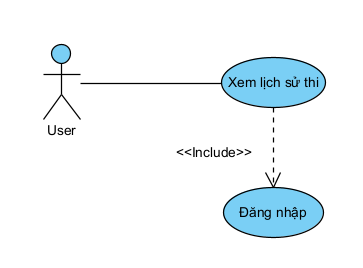 Xem lịch sử thi
User
<<Include>>
Đăng nhập